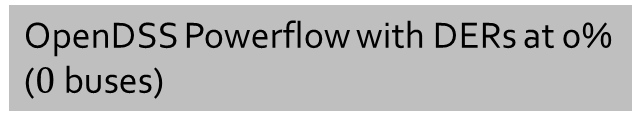 OpenDSS Powerflow with DERs at 0%
(0 buses)